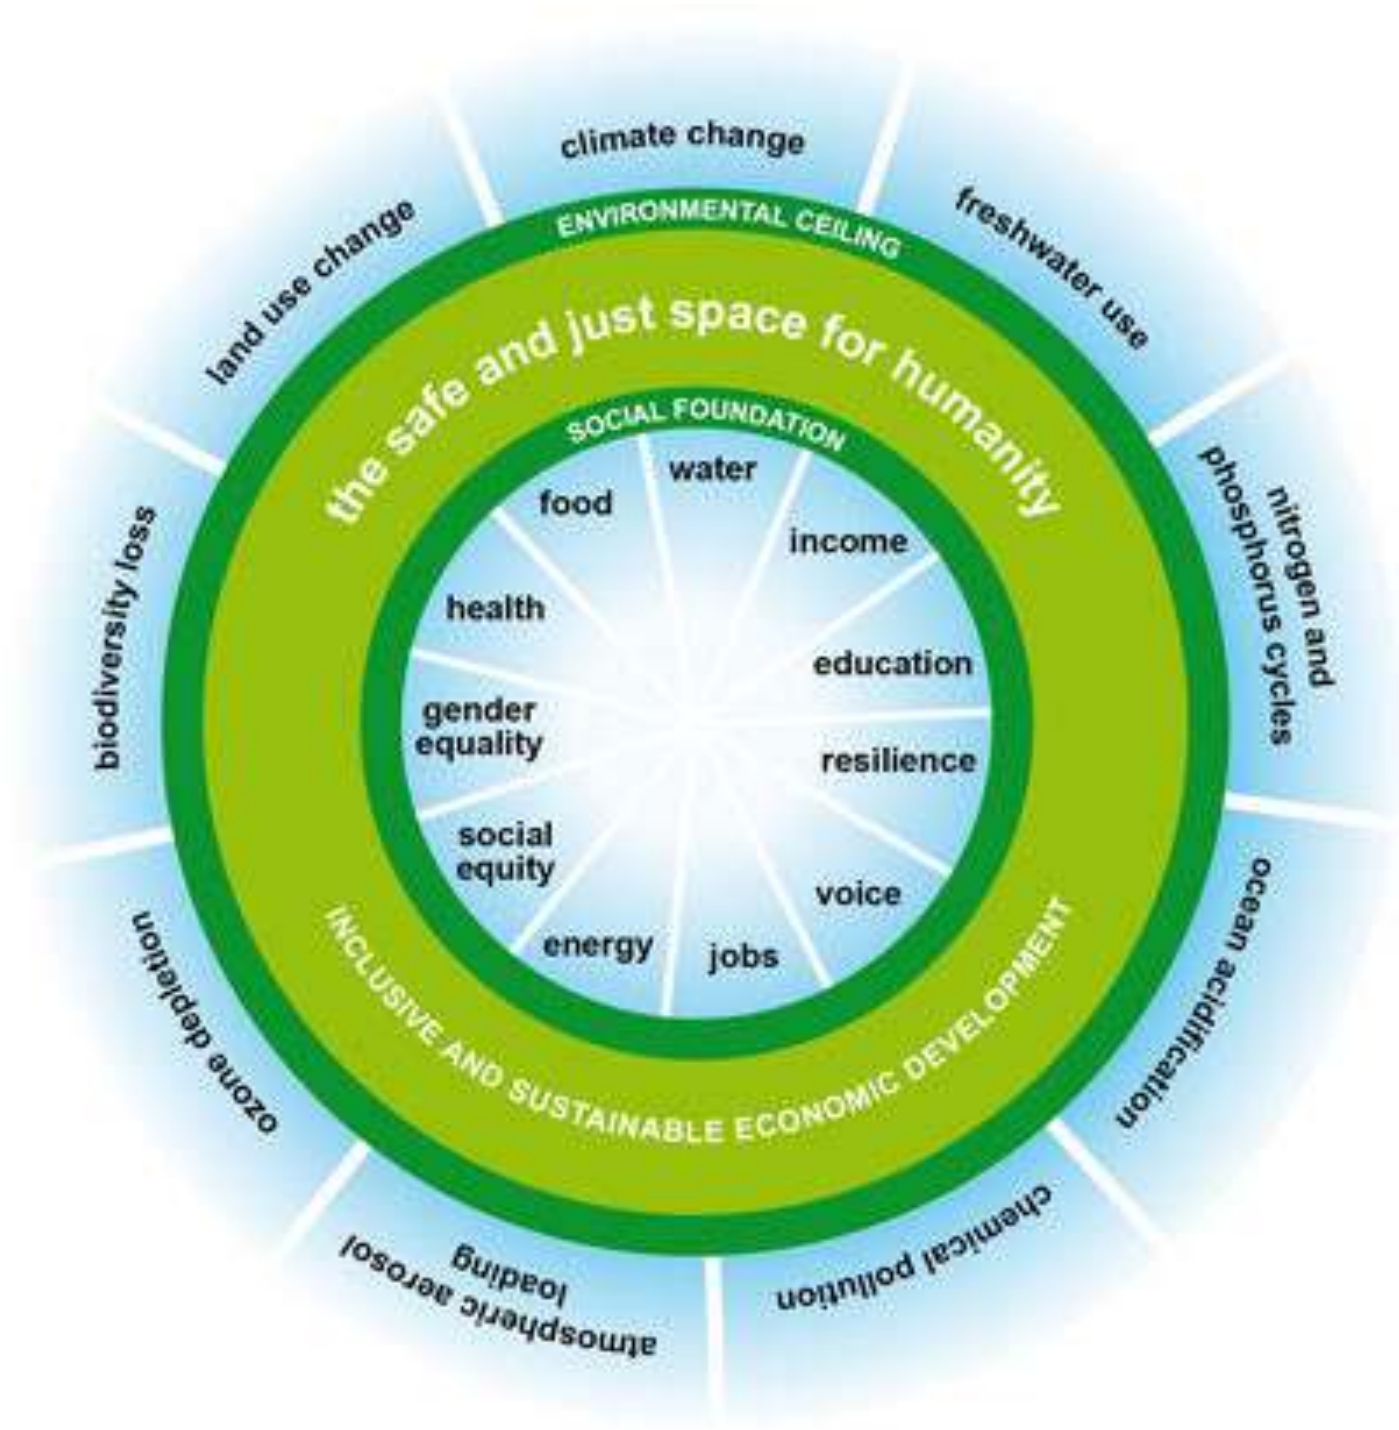 climate change
freshwater use
nitrogen and
phosphorus cycles
ocean acidification
chemical pollution
atmospheric aerosol
loading
ozone depletion
biodiversity loss
land use change
ENVIRONMENTAL CEILING
the safe and just space for humanity
SOCIAL FOUNDATION
water
income
education
resilience
voice
jobs
energy
social
equity
gender
equality
health
food
INCLUSIVE AND SUSTAINABLE ECONOMIC DEVELOPMENT